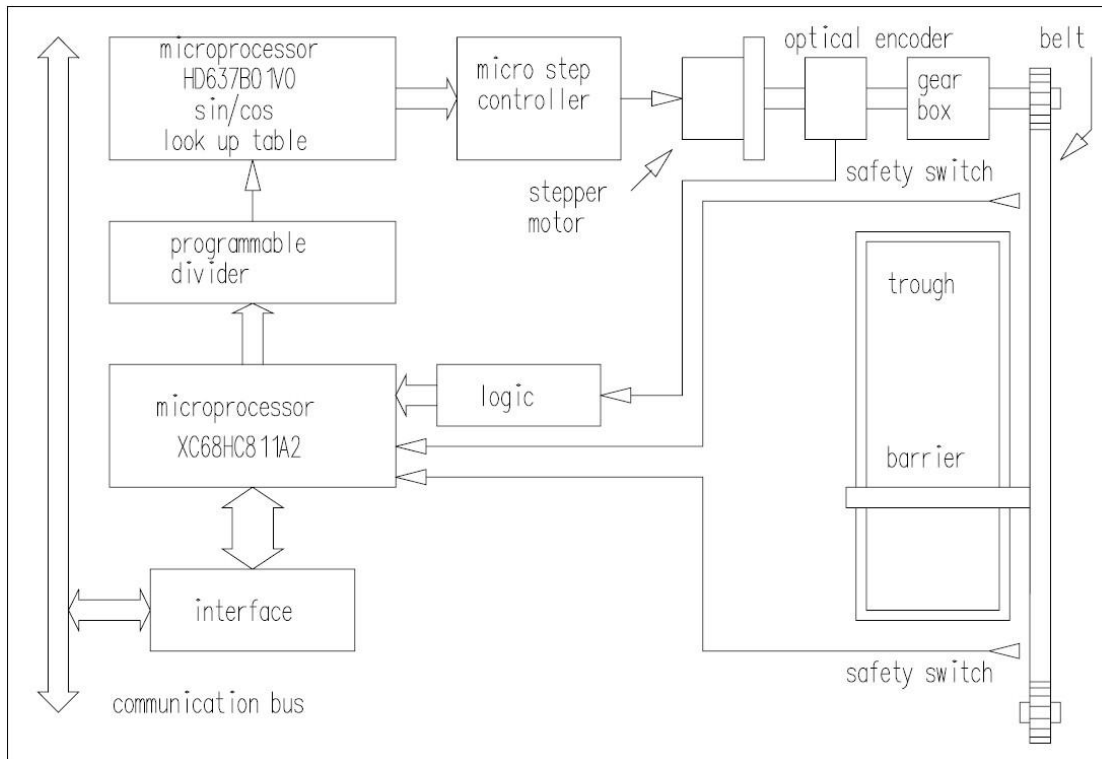 microprocessor
HD637B01V0
sin/cos
look up table
micro step
controller
optical encoder
belt
gear
box
stepper
motor
safety switch
programmable
divider
trough
microprocessor
XC68HC811A2
logic
barrier
interface
safety switch
communication bus